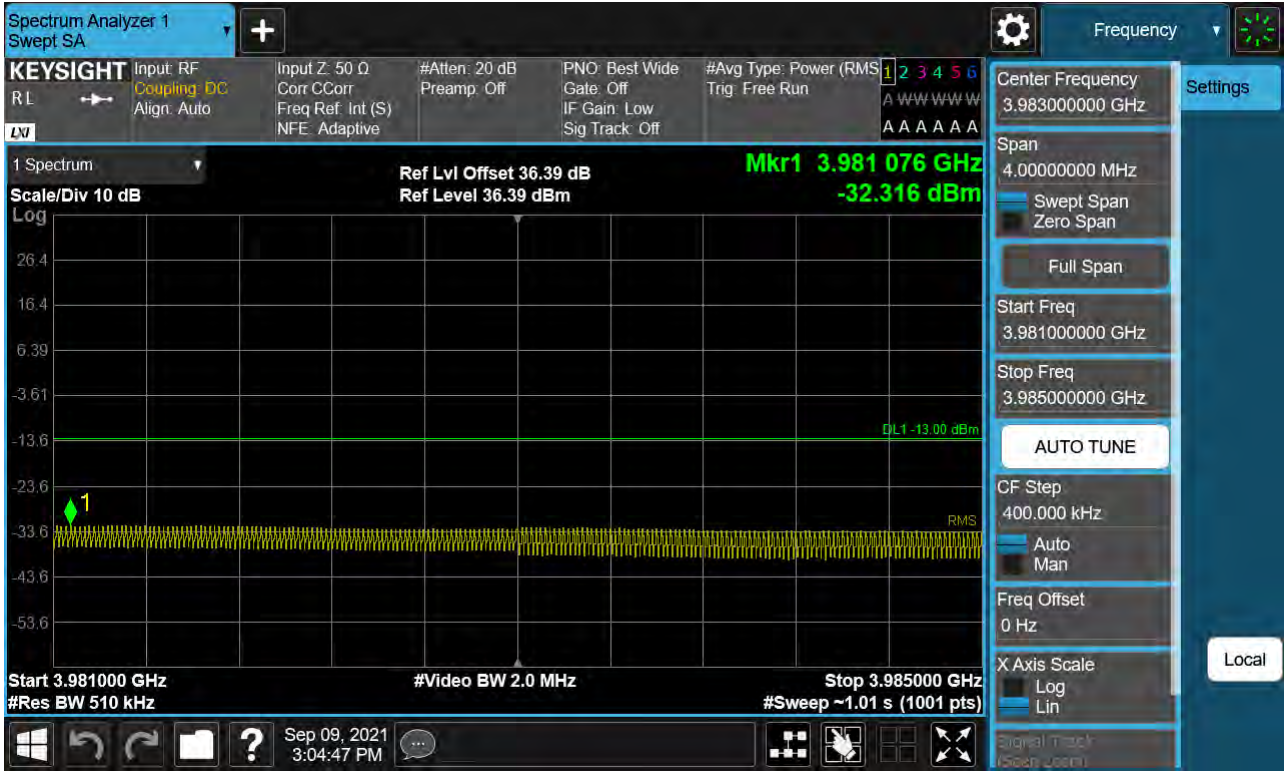 Spectrum Analyzer 1
Swept SA
+
Frequency
KEYSIGHT
RL
LXI
Input: RF
Coupling: DC
Align: Auto
Input Z: 50 Ω
Corr CCorr
Freq Ref: Int (S)
NFE: Adaptive
#Atten: 20 dB
Preamp: Off
PNO: Best Wide
Gate: Off
IF Gain: Low
Sig Track: Off
#Avg Type: Power (RMS
Trig: Free Run
1 2 3 4 5 6
A W W W W W
A A A A A A
1 Spectrum
Scale/Div 10 dB
Log
Ref Lvl Offset 36.39 dB
Ref Level 36.39 dBm
Mkr1 3.981 076 GHz
-32.316 dBm
26.4
16.4
6.39
-3.61
-13.6
-23.6
-33.6
-43.6
-53.6
DL1 -13.00 dBm
1
RMS
Start 3.981000 GHz
#Res BW 510 kHz
#Video BW 2.0 MHz
Stop 3.985000 GHz
#Sweep ~1.01 s (1001 pts)
Center Frequency
3.983000000 GHz
Span
4.00000000 MHz
Swept Span
Zero Span
Full Span
Start Freq
3.981000000 GHz
Stop Freq
3.985000000 GHz
AUTO TUNE
CF Step
400.000 kHz
Auto
Man
Freq Offset
0 Hz
X Axis Scale
Log
Lin
Signal Track
(Span Zoom)
Settings
Local
?
Sep 09, 2021
3:04:47 PM